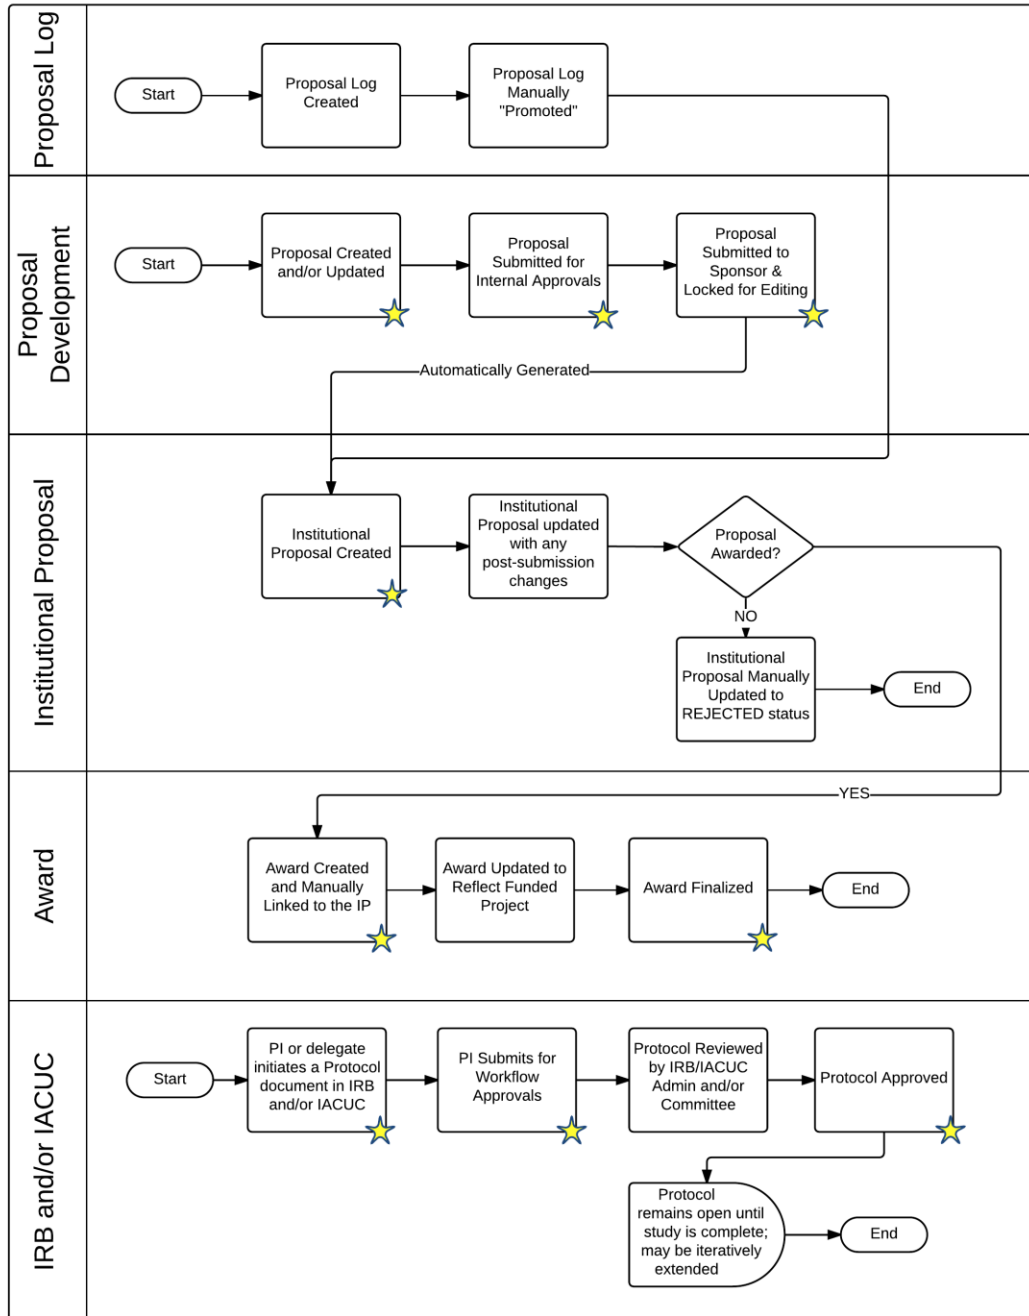 Proposal Log
Start
Proposal Log
Created
Proposal Log
Manually
"Promoted"
Proposal
Development
Start
Proposal Created
and/or Updated
Proposal
Submitted for
Internal Approvals
Proposal
Submitted to
Sponsor &
Locked for Editing
Automatically Generated
Institutional Proposal
Institutional
Proposal Created
Institutional
Proposal updated
with any
post-submission
changes
Proposal
Awarded?
NO
Institutional
Proposal Manually
Updated to
REJECTED status
End
YES
Award
Award Created
and Manually
Linked to the IP
Award Updated to
Reflect Funded
Project
Award Finalized
End
IRB and/or IACUC
Start
PI or delegate
initiates a Protocol
document in IRB
and/or IACUC
PI Submits for
Workflow
Approvals
Protocol Reviewed
by IRB/IACUC
Admin and/or
Committee
Protocol Approved
Protocol
remains open until
study is complete;
may be iteratively
extended
End